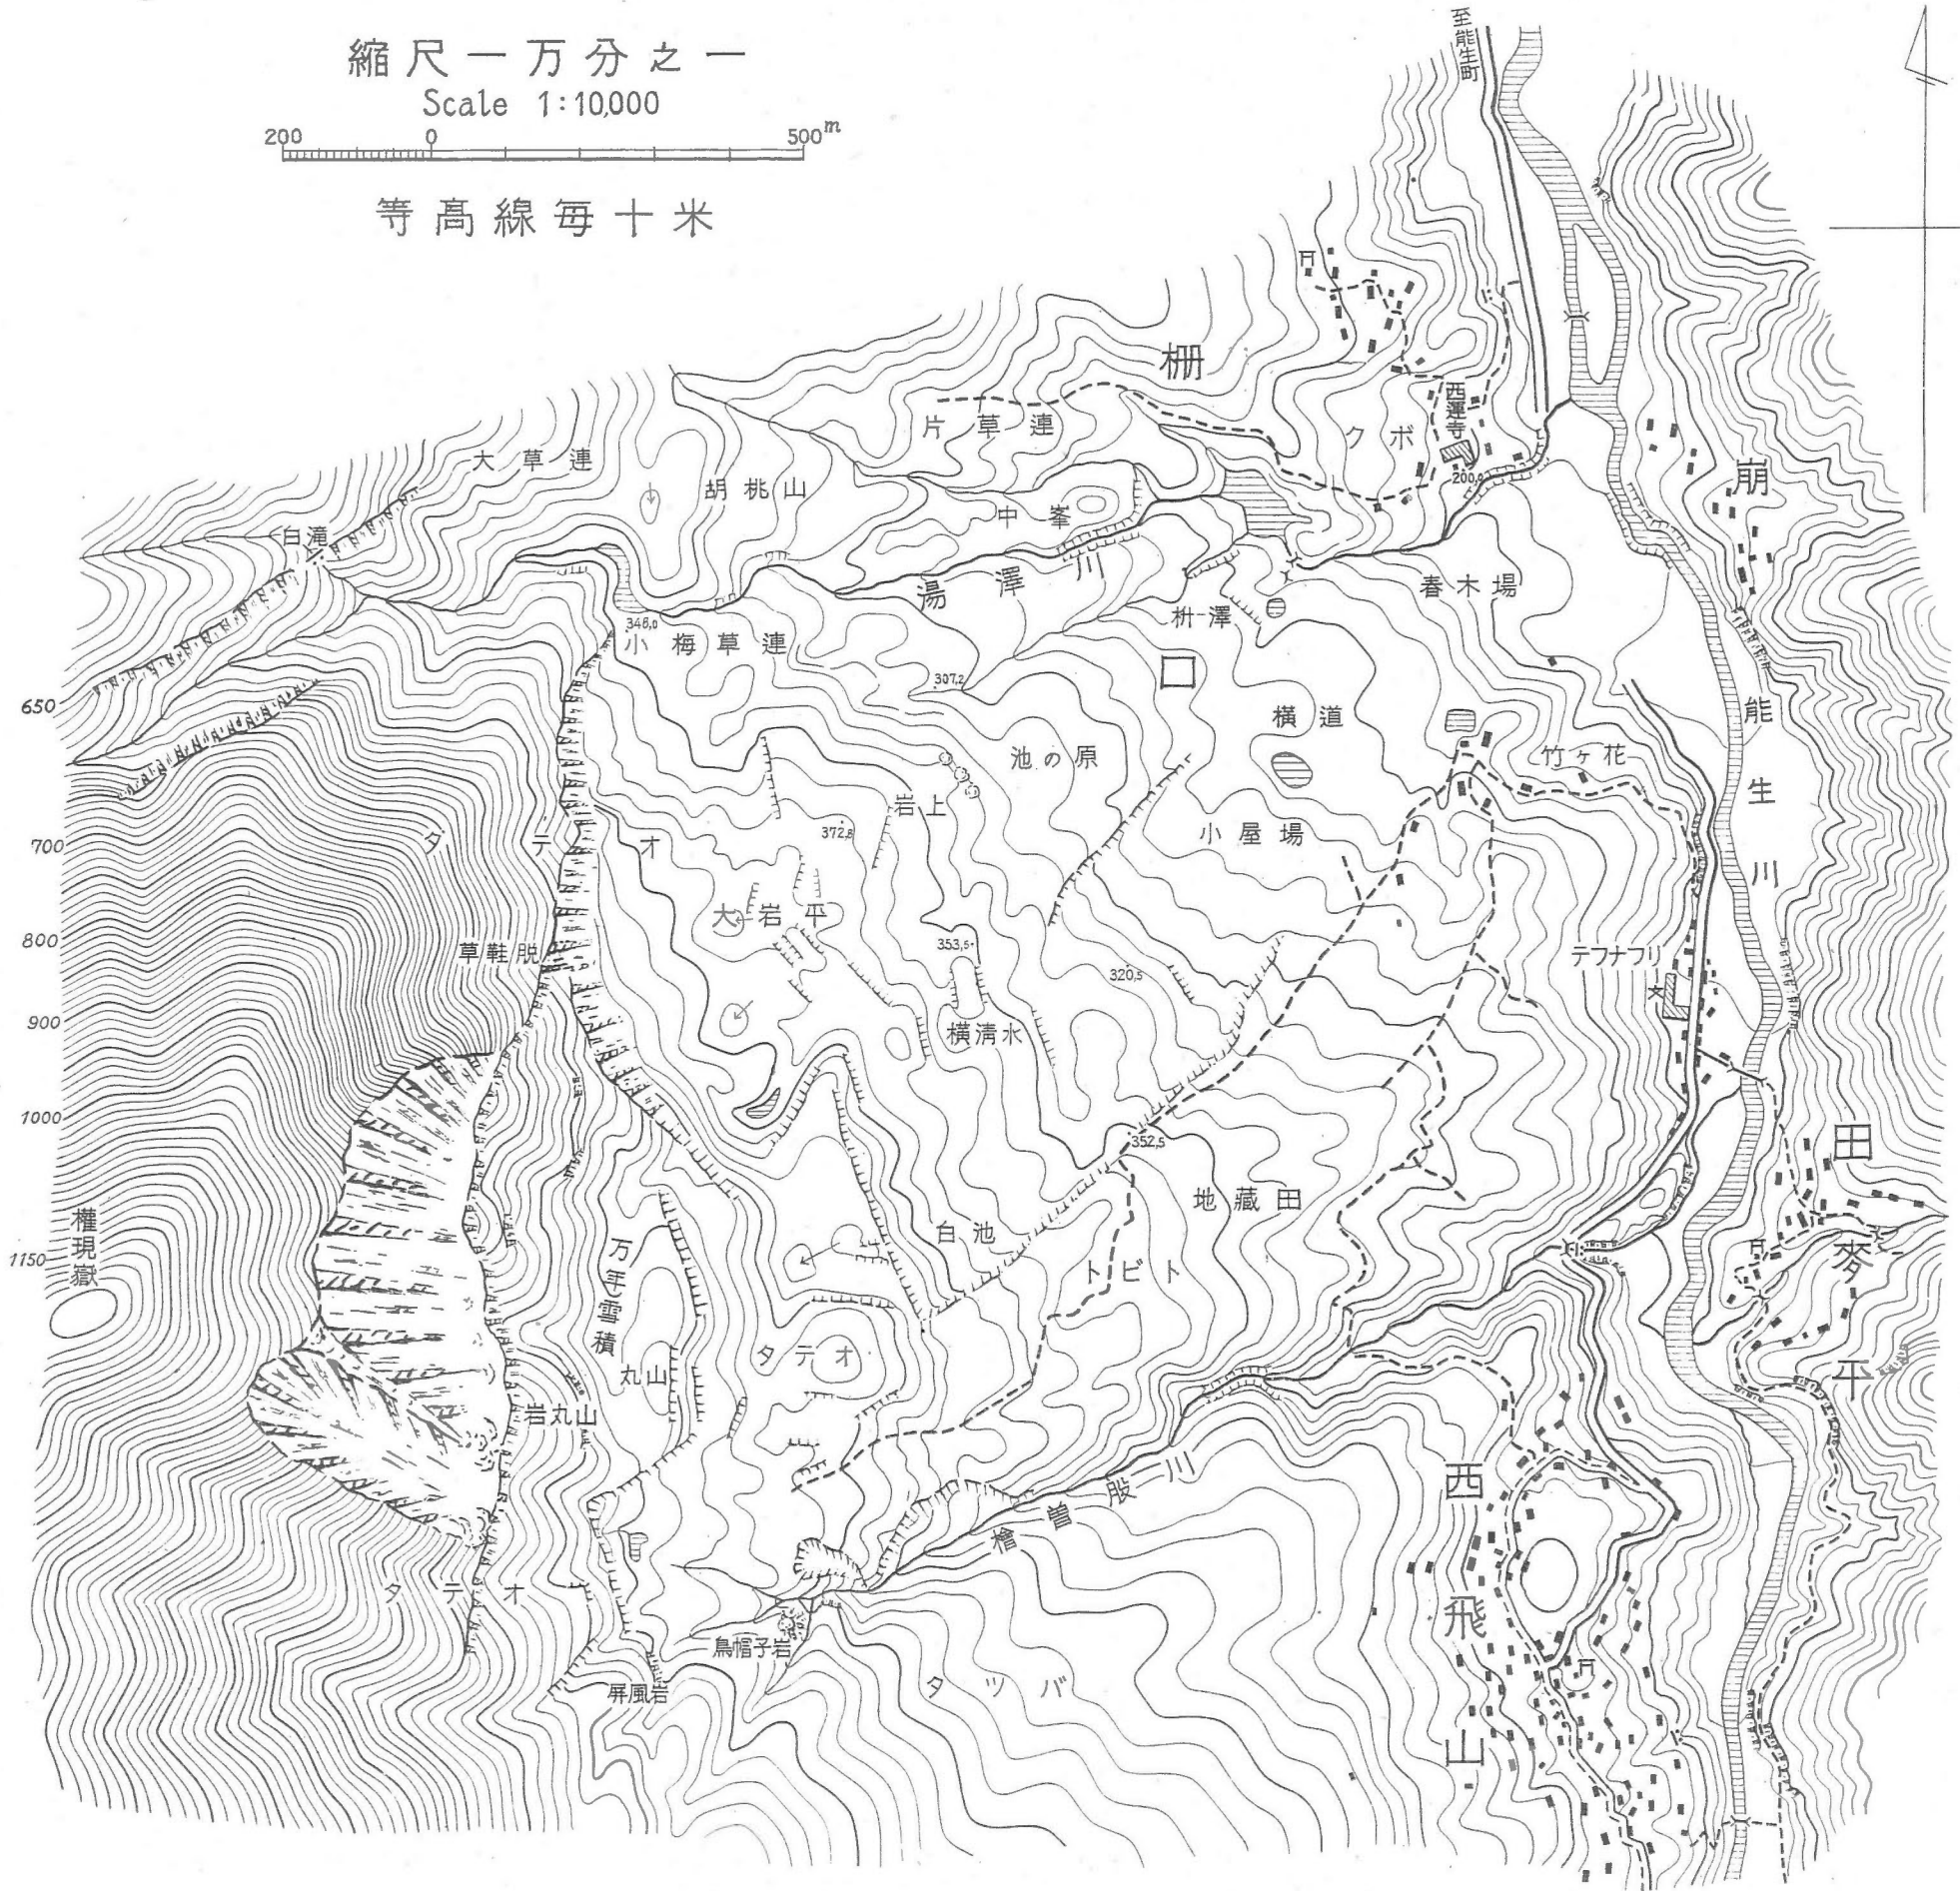 縮尺一万分之一
Scale 1:10,000
200 0 500m
等高線每十米
至能生町
柵
口
片草連
大草連
胡桃山
中峯
クボ
西運寺
200,0
崩
白滝
湯澤川
春木場
枡澤
346,0
小梅草連
307,2
横道
能生川
竹ヶ花
池の原
岩上
小屋場
372,8
650
700
800
900
1000
1150
タテオ
大岩平
草鞋脱
353,5
320,5
横清水
テフナフリ
文
352,5
田
麥
平
地蔵田
白池
トビト
權現嶽
万年雪積
丸山
タテオ
岩丸山
檜曽股川
西飛山
タテオ
烏帽子岩
屏風岩
タツバ